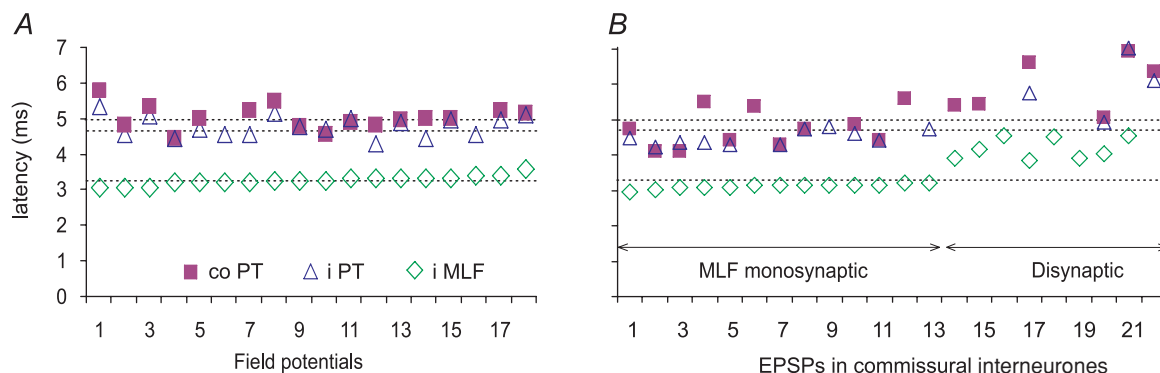 A
B
latency (ms)
7
6
5
4
3
2
1
0
co PT
i PT
i MLF
1 3 5 7 9 11 13 15 17
Field potentials
MLF monosynaptic
Disynaptic
1 3 5 7 9 11 13 15 17 19 21
EPSPs in commissural interneurones